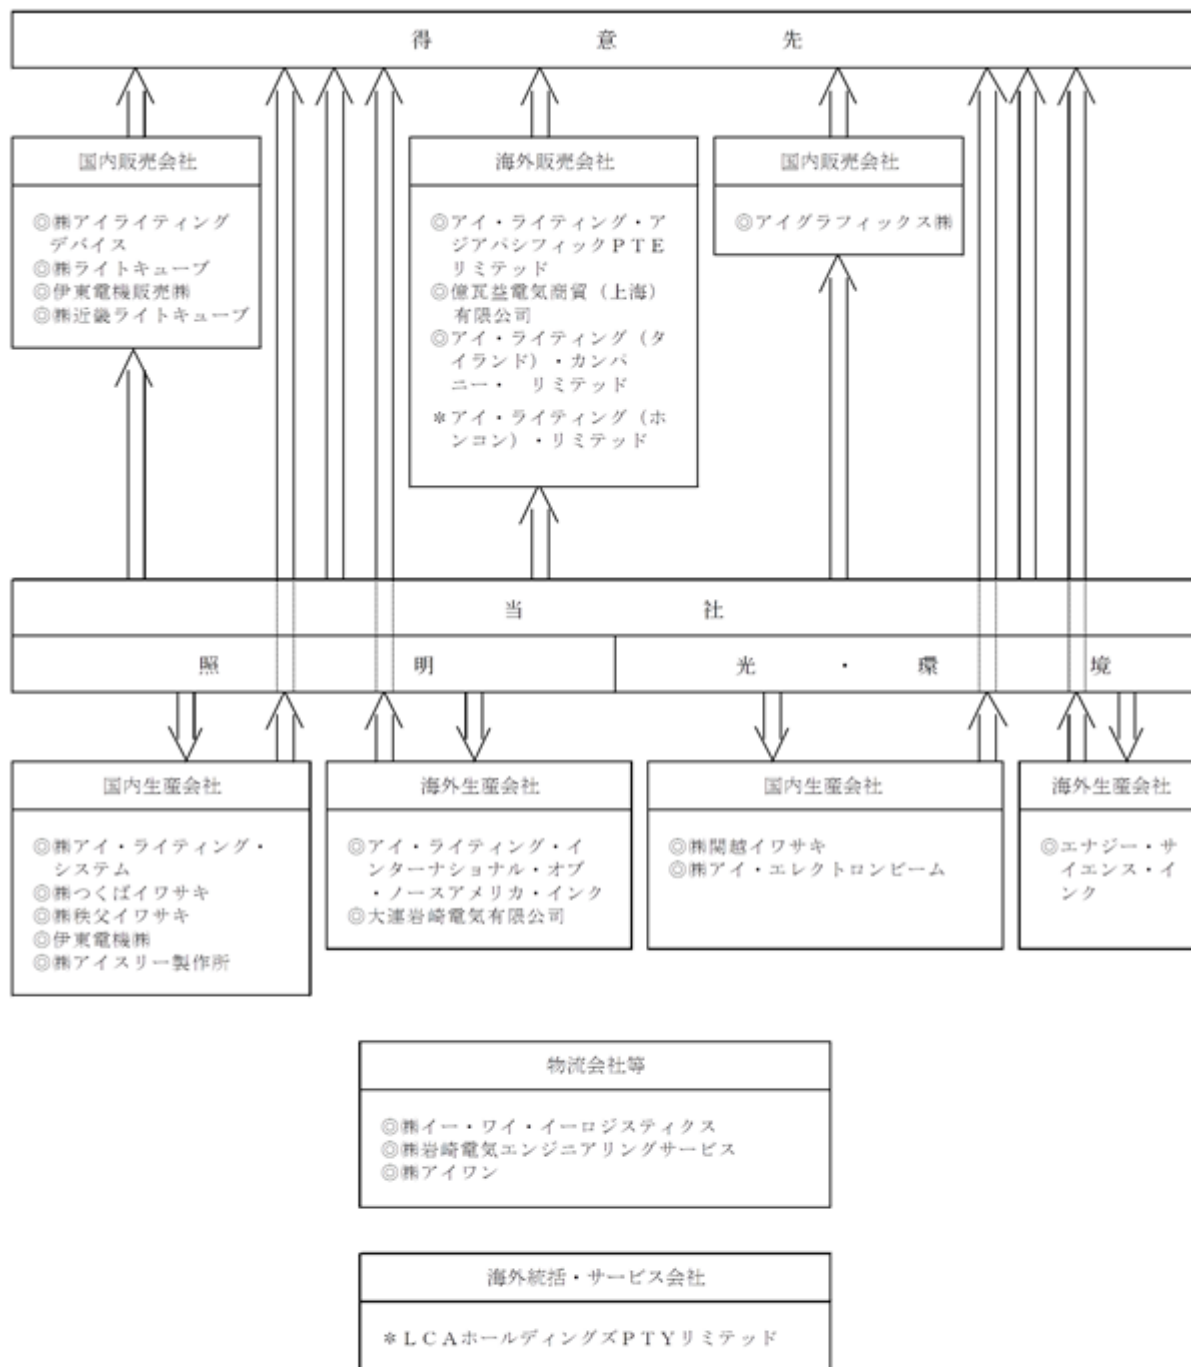 得意先
国内販売会社
◎㈱アイライティング
デバイス
◎㈱ライトキューブ
◎伊東電機販売㈱
◎㈱近畿ライトキューブ
海外販売会社
◎アイ・ライティング・ア
ジアパシフィックＰＴＥ
リミテッド
◎億瓦益電気商貿（上海）
有限公司
◎アイ・ライティング（タ
イランド）・カンパ
ニー・　リミテッド
＊アイ・ライティング（ホ
ンコン）・リミテッド
国内販売会社
◎アイグラフィックス㈱
当社
照明
光・環境
国内生産会社
◎㈱アイ・ライティング・
システム
◎㈱つくばイワサキ
◎㈱秩父イワサキ
◎伊東電機㈱
◎㈱アイスリー製作所
海外生産会社
◎アイ・ライティング・イ
ンターナショナル・オブ
・ノースアメリカ・インク
◎大連岩崎電気有限公司
国内生産会社
◎㈱関越イワサキ
◎㈱アイ・エレクトロンビーム
海外生産会社
◎エナジー・サ
イエンス・イ
ンク
物流会社等
◎㈱イー・ワイ・イーロジスティクス
◎㈱岩崎電気エンジニアリングサービス
◎㈱アイワン
海外統括・サービス会社
＊ＬＣＡホールディングズＰＴＹリミテッド